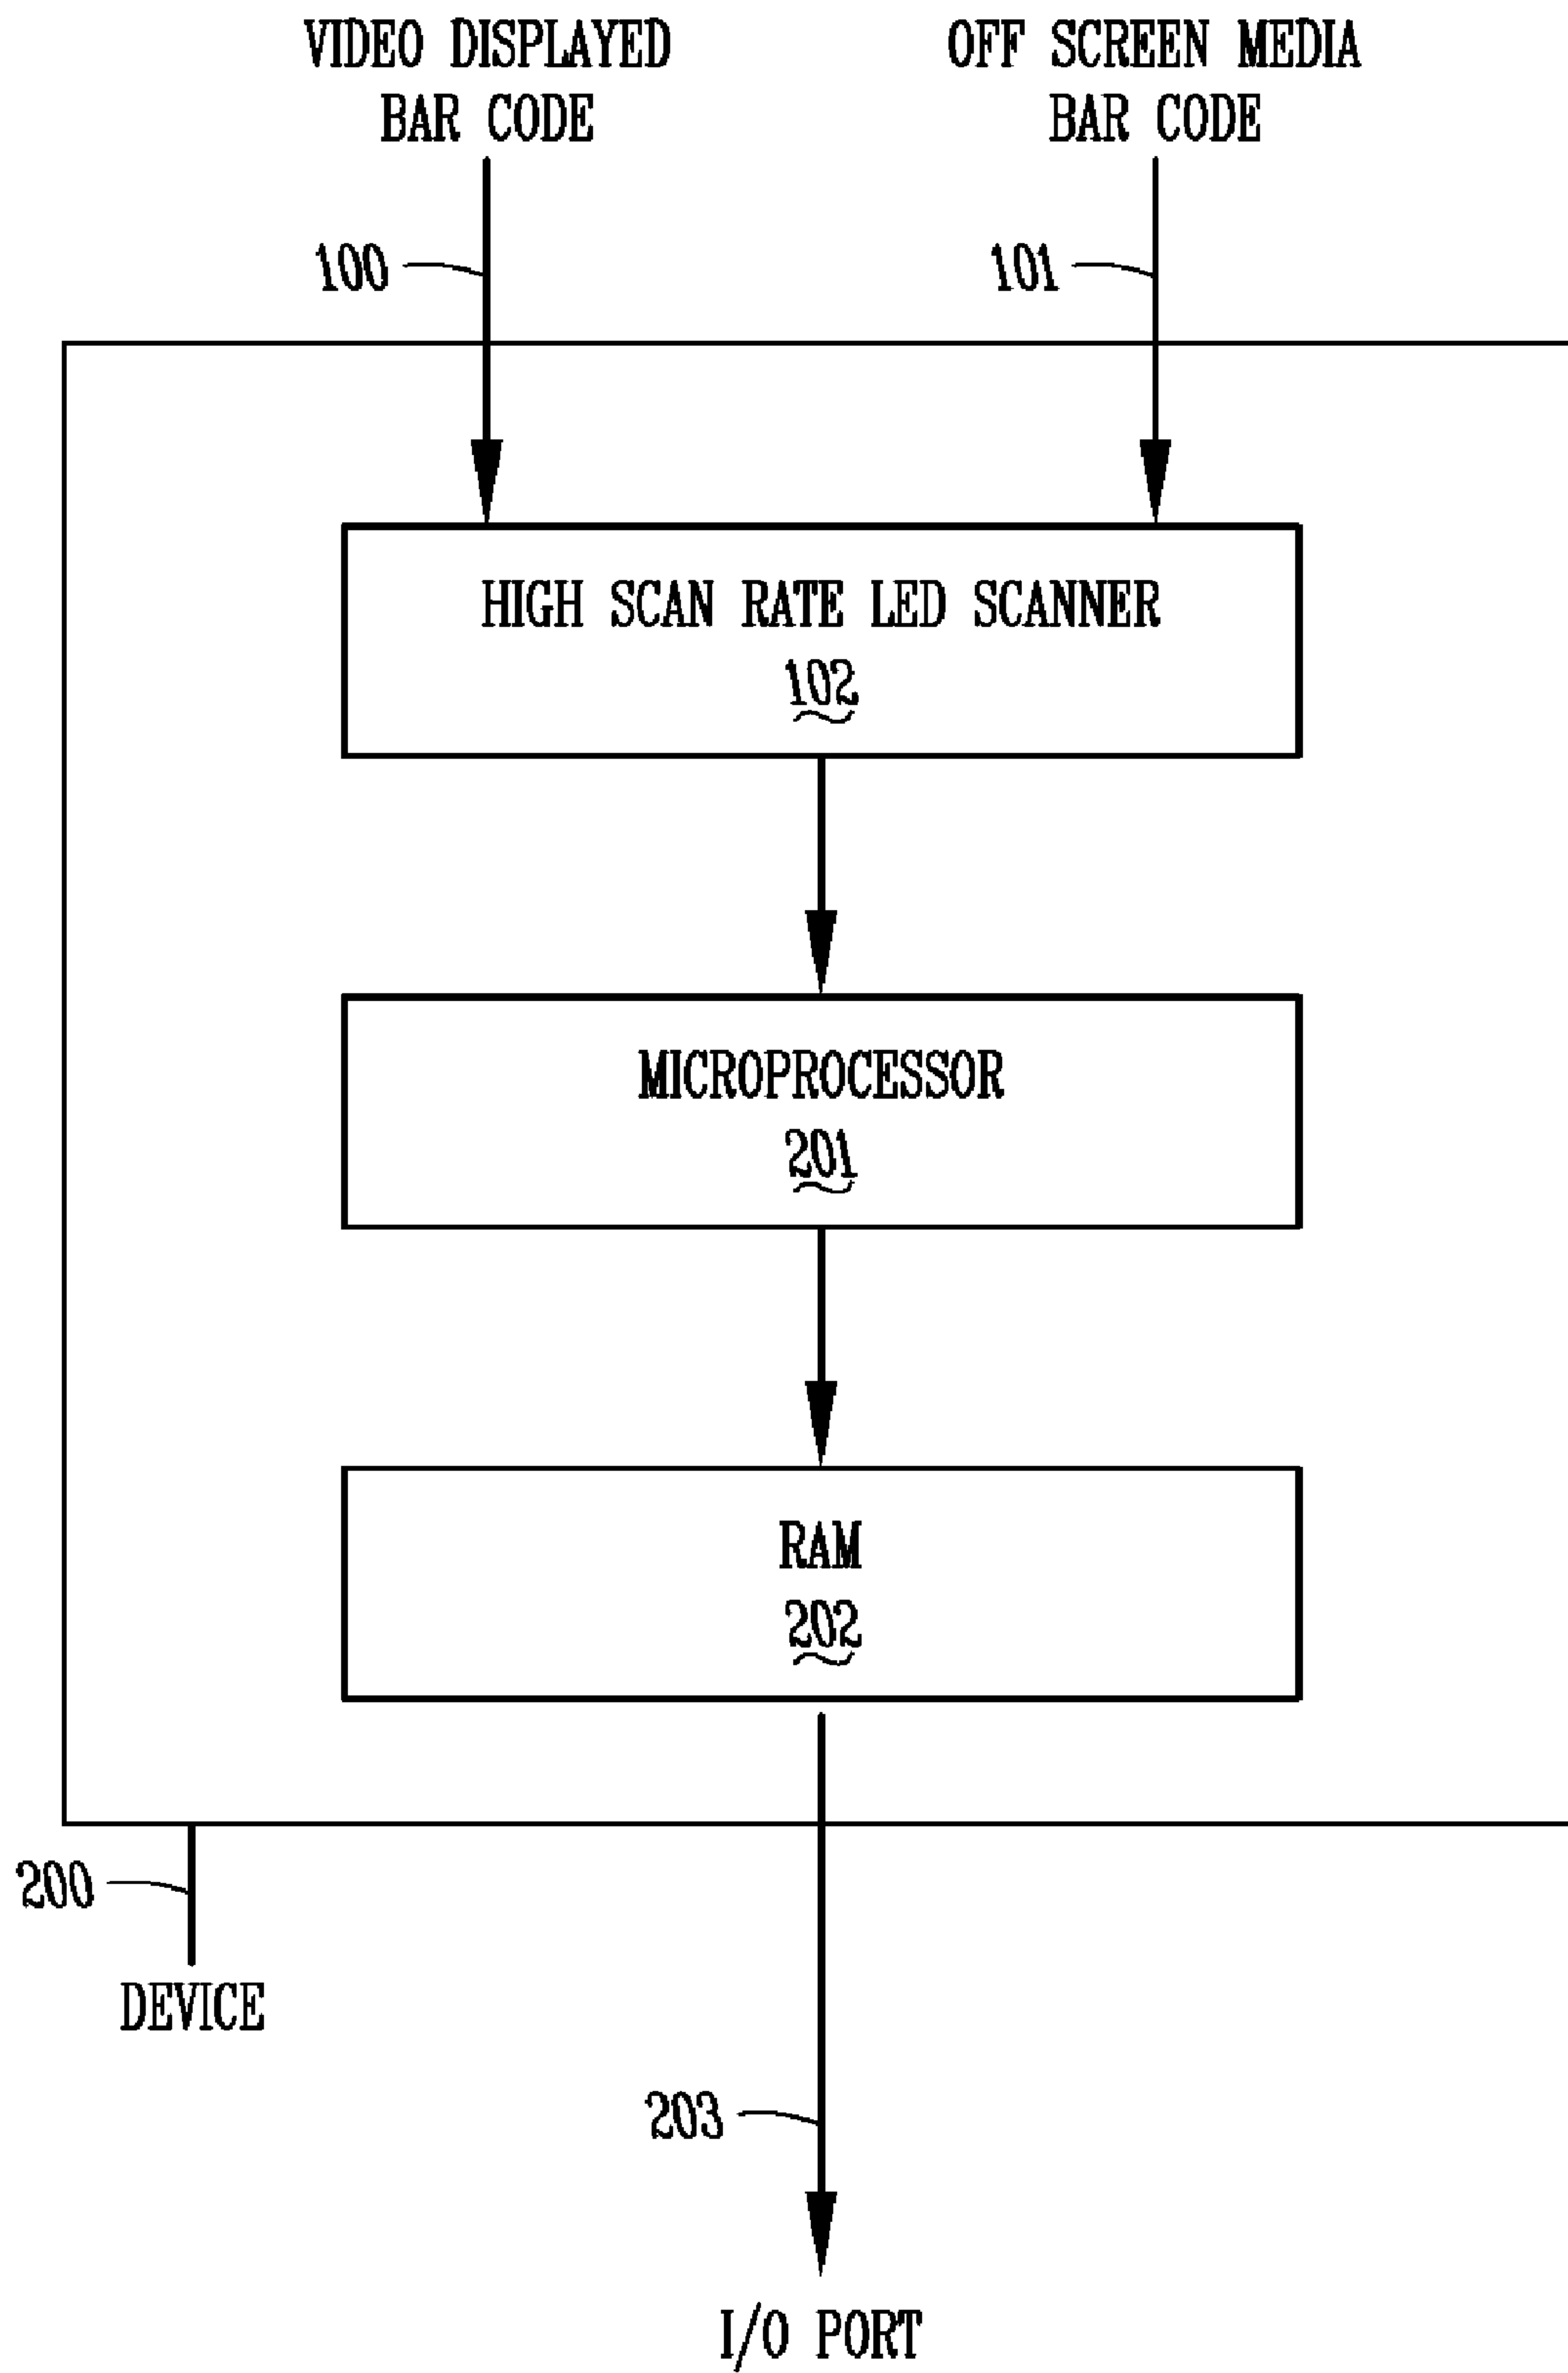 VIDEO DISPLAYED
BAR CODE
OFF SCREEN MEDIA
BAR CODE
100
101
HIGH SCAN RATE LED SCANNER
102
MICROPROCESSOR
201
RAM
202
200
DEVICE
203
I/O PORT